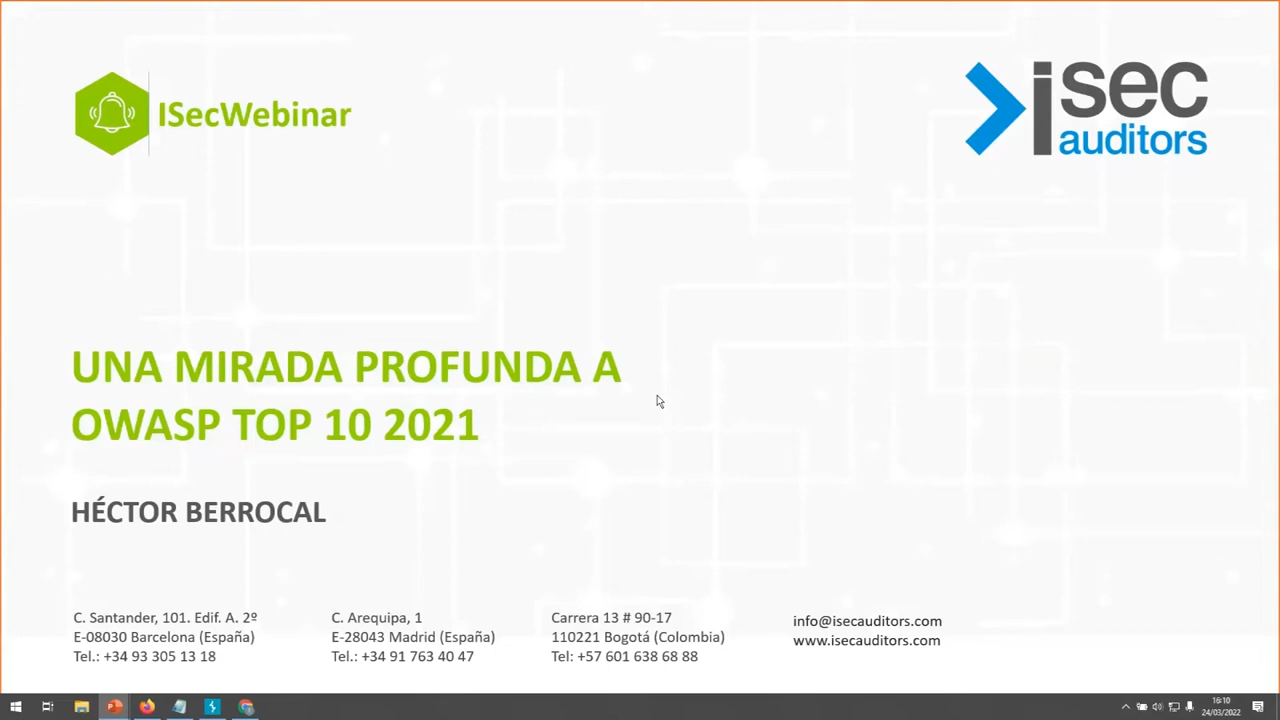 ISecWebinar
isec
auditors
UNA MIRADA PROFUNDA A
OWASP TOP 10 2021
HÉCTOR BERROCAL
C. Santander, 101. Edif. A. 2º
E-08030 Barcelona (España)
Tel.: +34 93 305 13 18
C. Arequipa, 1
E-28043 Madrid (España)
Tel.: +34 91 763 40 47
Carrera 13 # 90-17
110221 Bogotá (Colombia)
Tel: +57 601 638 68 88
info@isecauditors.com
www.isecauditors.com
16:10
24/03/2022